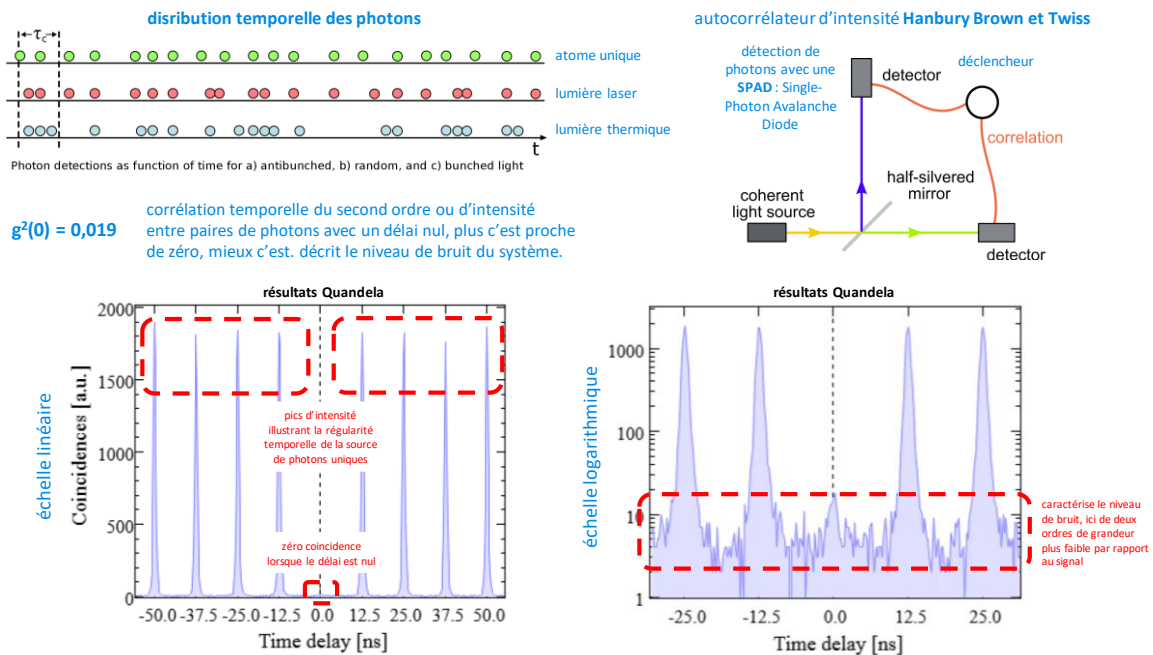 disribution temporelle des photons
τc
atome unique
lumière laser
lumière thermique
t
Photon detections as function of time for a) antibunched, b) random, and c) bunched light
g²(0) = 0,019
corrélation temporelle du second ordre ou d’intensité
entre paires de photons avec un délai nul, plus c’est proche
de zéro, mieux c’est. décrit le niveau de bruit du système.
autocorrélateur d’intensité Hanbury Brown et Twiss
détection de
photons avec une
SPAD : Single-
Photon Avalanche
Diode
detector
déclencheur
correlation
half-silvered
mirror
coherent
light source
detector
résultats Quandela
échelle linéaire
Coincidences [a.u.]
2000
1500
1000
500
0
pics d’intensité
illustrant la régularité
temporelle de la source
de photons uniques
zéro coincidence
lorsque le délai est nul
-50.0 -37.5 -25.0 -12.5 0.0 12.5 25.0 37.5 50.0
Time delay [ns]
résultats Quandela
échelle logarithmique
1000
100
10
1
caractérise le niveau
de bruit, ici de deux
ordres de grandeur
plus faible par rapport
au signal
-25.0 -12.5 0.0 12.5 25.0
Time delay [ns]